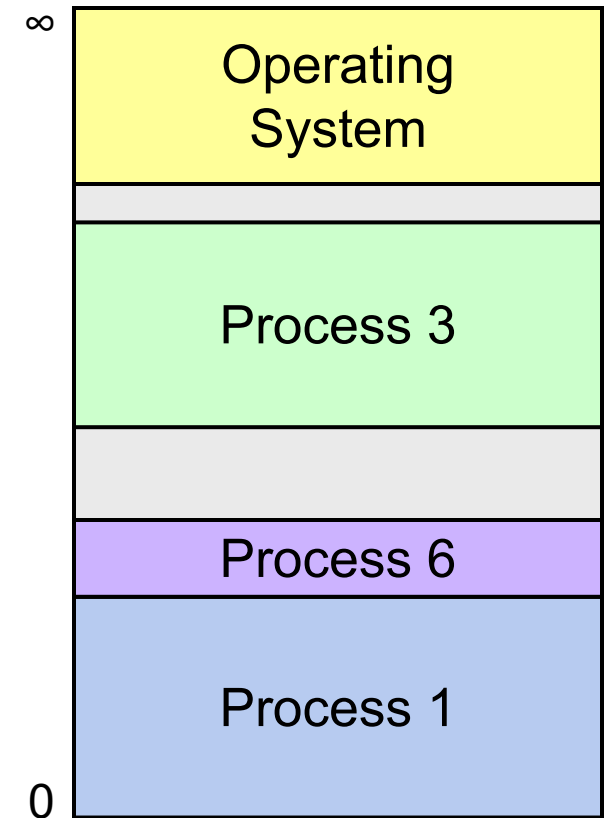 ∞
Operating
System
Process 3
Process 6
Process 1
0